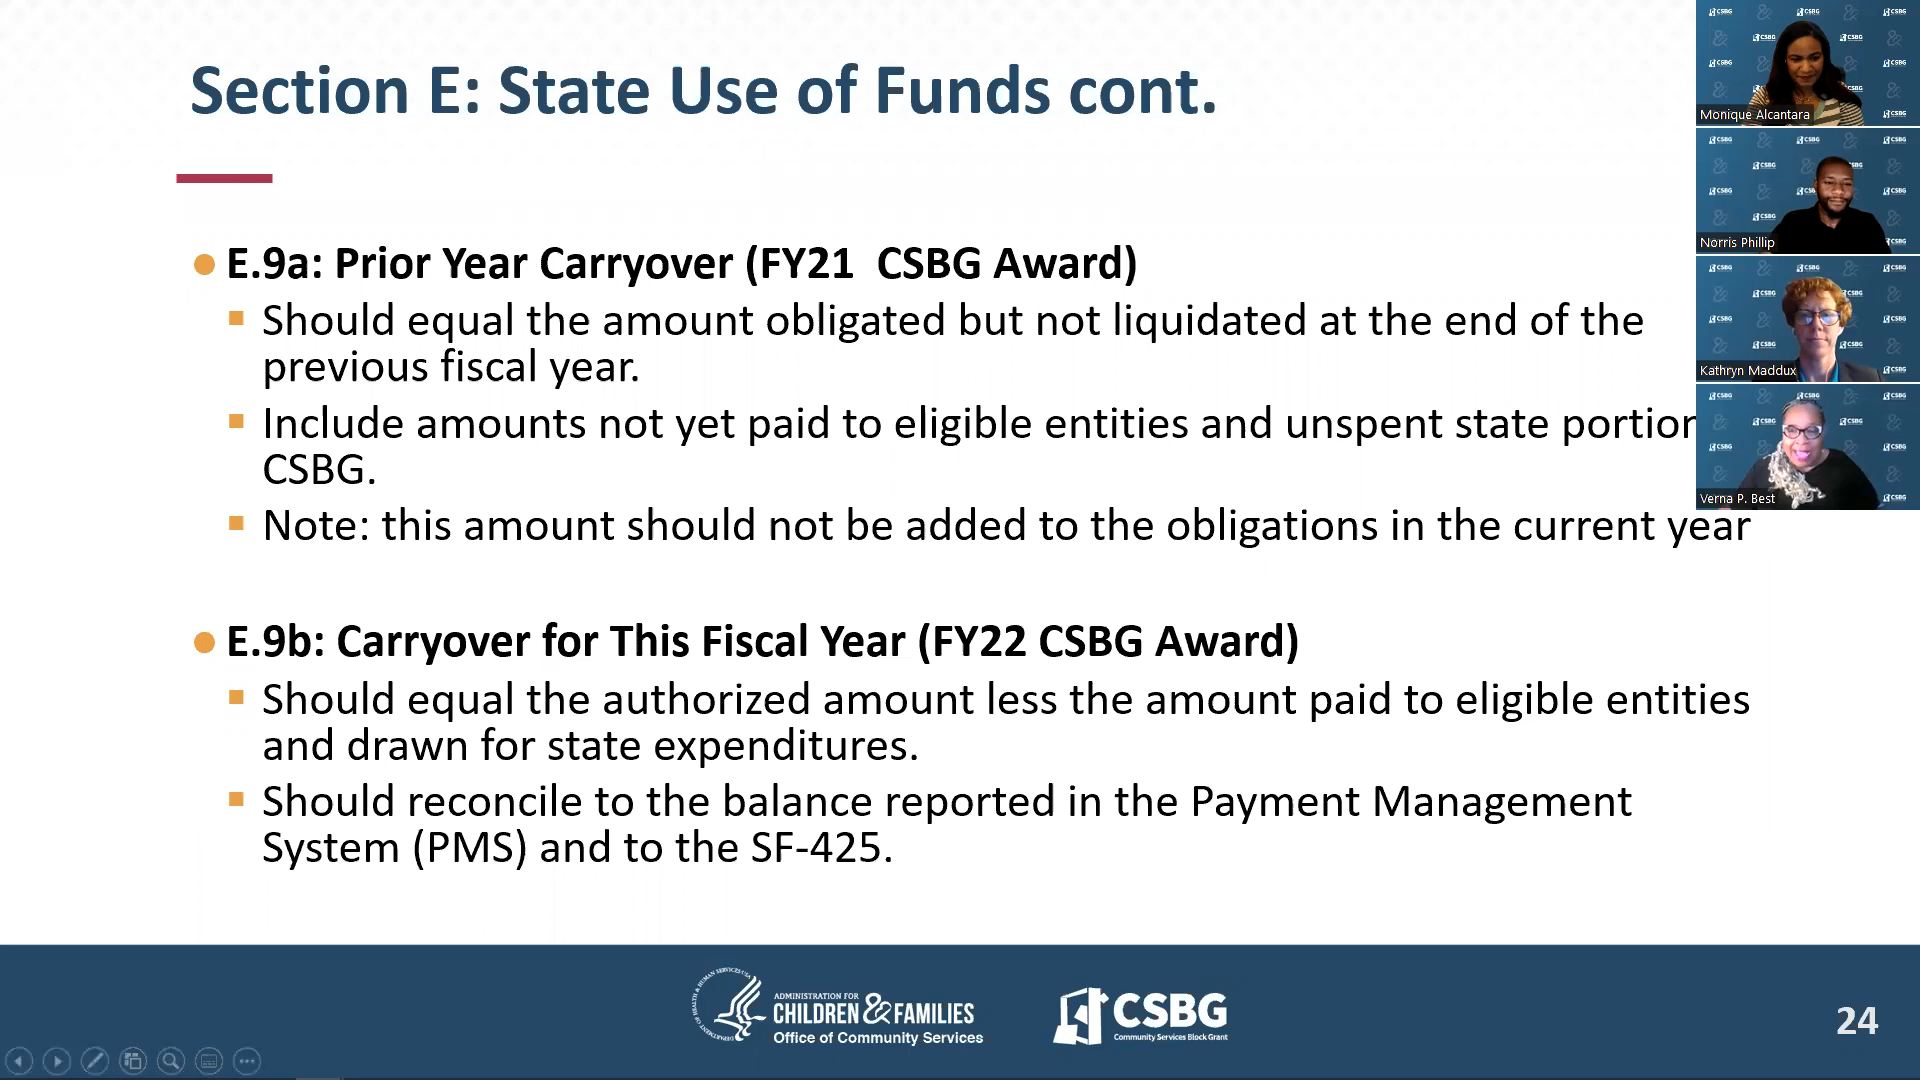 Section E: State Use of Funds cont.
E.9a: Prior Year Carryover (FY21  CSBG Award)
Should equal the amount obligated but not liquidated at the end of the
previous fiscal year.
Include amounts not yet paid to eligible entities and unspent state portion
CSBG.
Note: this amount should not be added to the obligations in the current year
E.9b: Carryover for This Fiscal Year (FY22 CSBG Award)
Should equal the authorized amount less the amount paid to eligible entities
and drawn for state expenditures.
Should reconcile to the balance reported in the Payment Management
System (PMS) and to the SF-425.
Monique Alcantara
Norris Phillip
Kathryn Maddux
Verna P. Best
DEPARTMENT OF HEALTH & HUMAN SERVICES USA
ADMINISTRATION FOR
CHILDREN & FAMILIES
Office of Community Services
CSBG
Community Services Block Grant
24